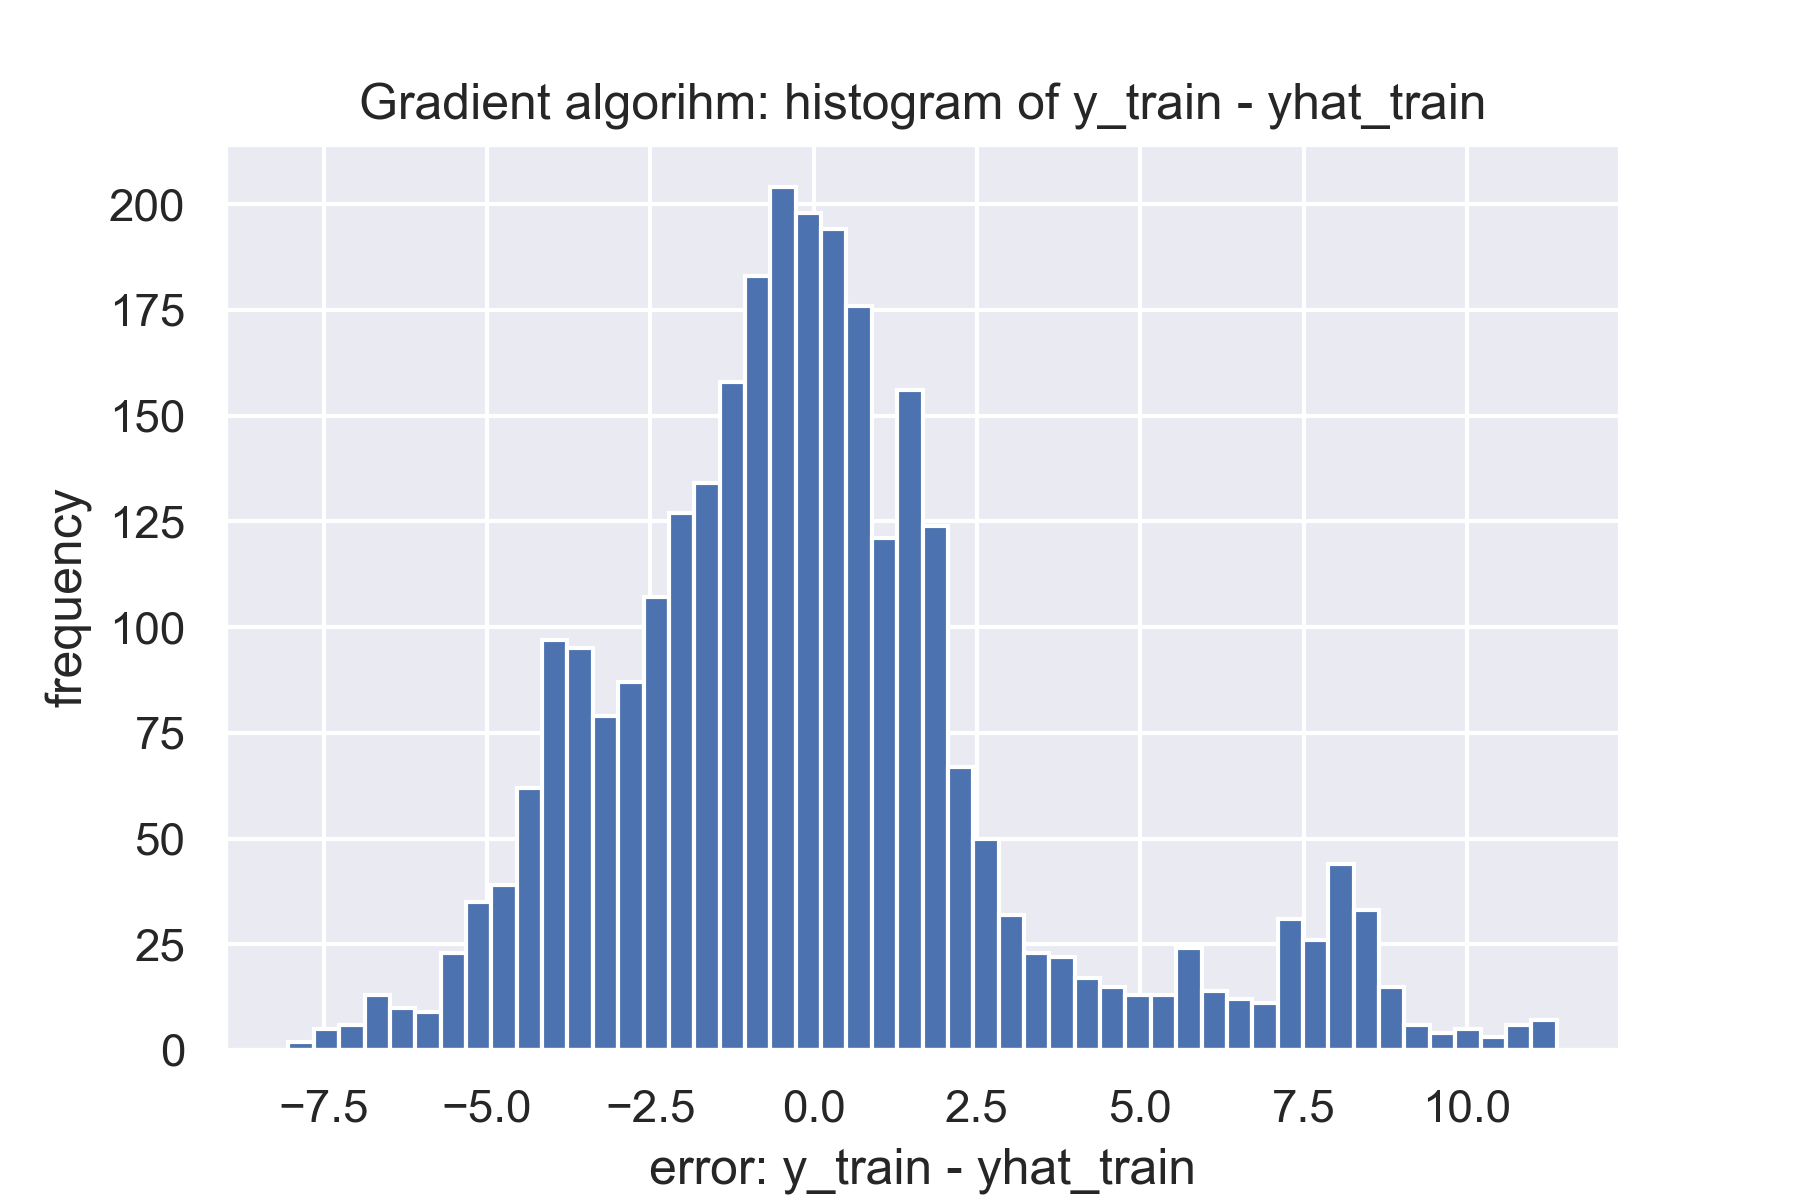 Gradient algorihm: histogram of y_train - yhat_train
200
175
150
125
100
75
50
25
0
frequency
−7.5 −5.0 −2.5 0.0 2.5 5.0 7.5 10.0
error: y_train - yhat_train